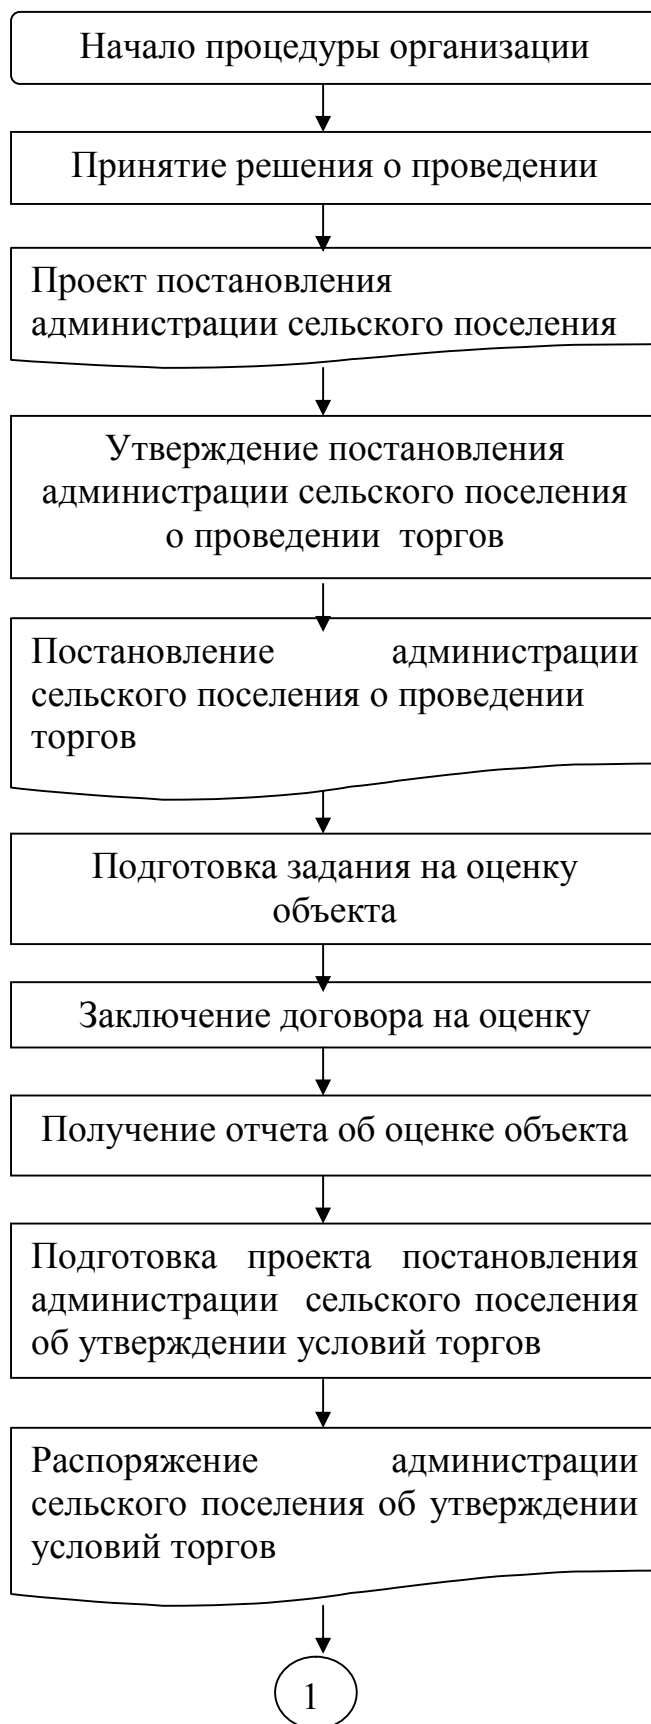 Начало процедуры организации
Принятие решения о проведении
Проект постановления
администрации сельского поселения
Утверждение постановления
администрации сельского поселения
о проведении торгов
Постановление администрации
сельского поселения о проведении
торгов
Подготовка задания на оценку
объекта
Заключение договора на оценку
Получение отчета об оценке объекта
Подготовка проекта постановления
администрации сельского поселения
об утверждении условий торгов
Распоряжение администрации
сельского поселения об утверждении
условий торгов
1